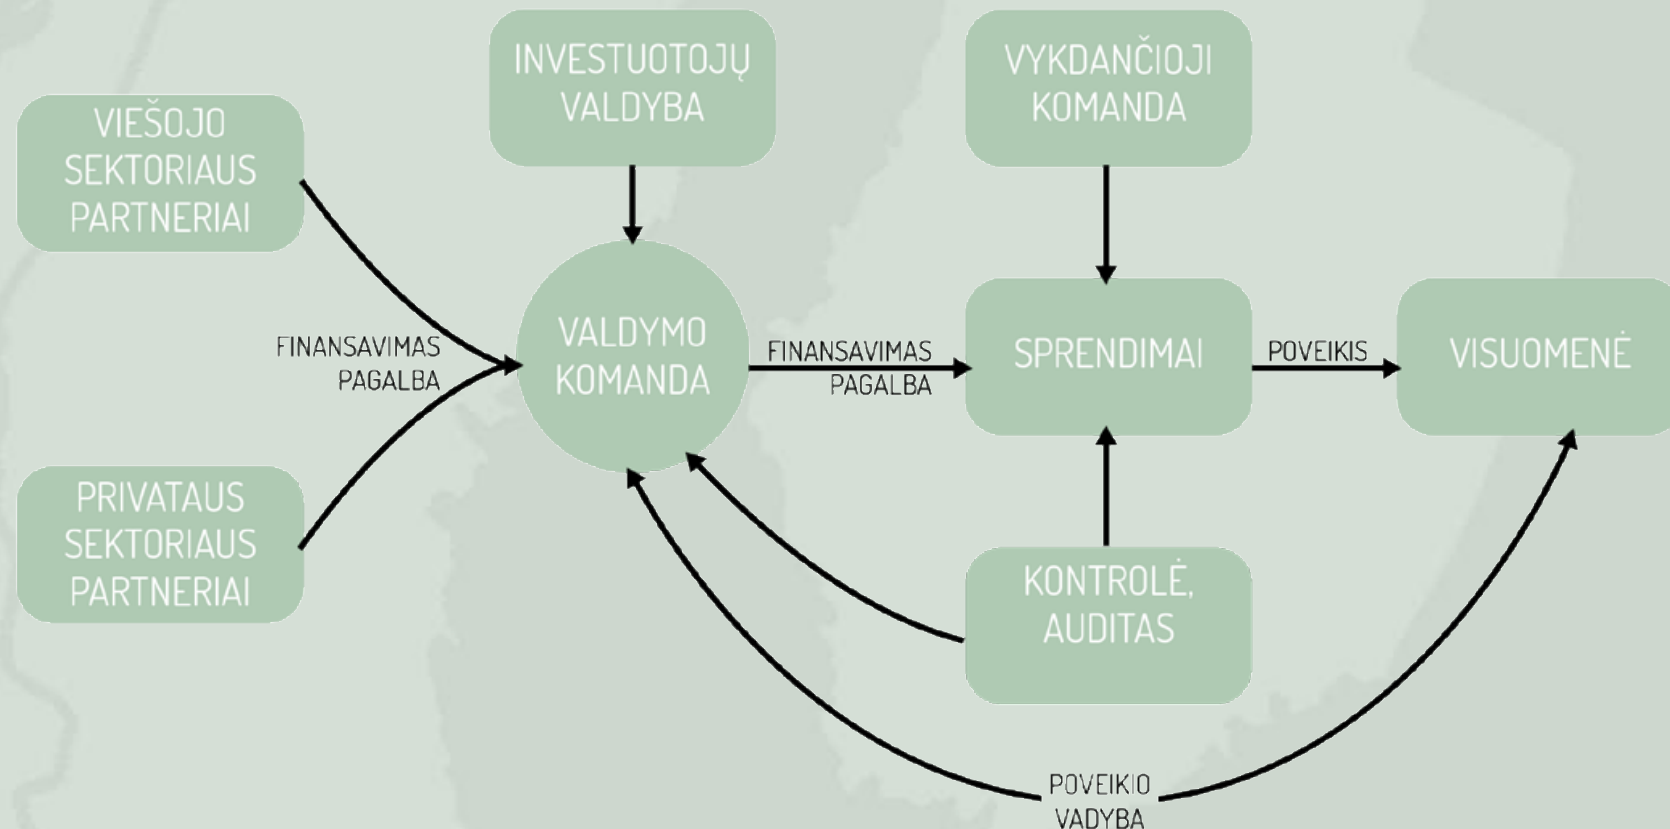 INVESTUOTOJŲ
VALDYBA
VYKDANČIOJI
KOMANDA
VIEŠOJO
SEKTORIAUS
PARTNERIAI
FINANSAVIMAS
PAGALBA
VALDYMO
KOMANDA
FINANSAVIMAS
PAGALBA
SPRENDIMAI
POVEIKIS
VISUOMENĖ
PRIVATAUS
SEKTORIAUS
PARTNERIAI
KONTROLĖ,
AUDITAS
POVEIKIO
VADYBA